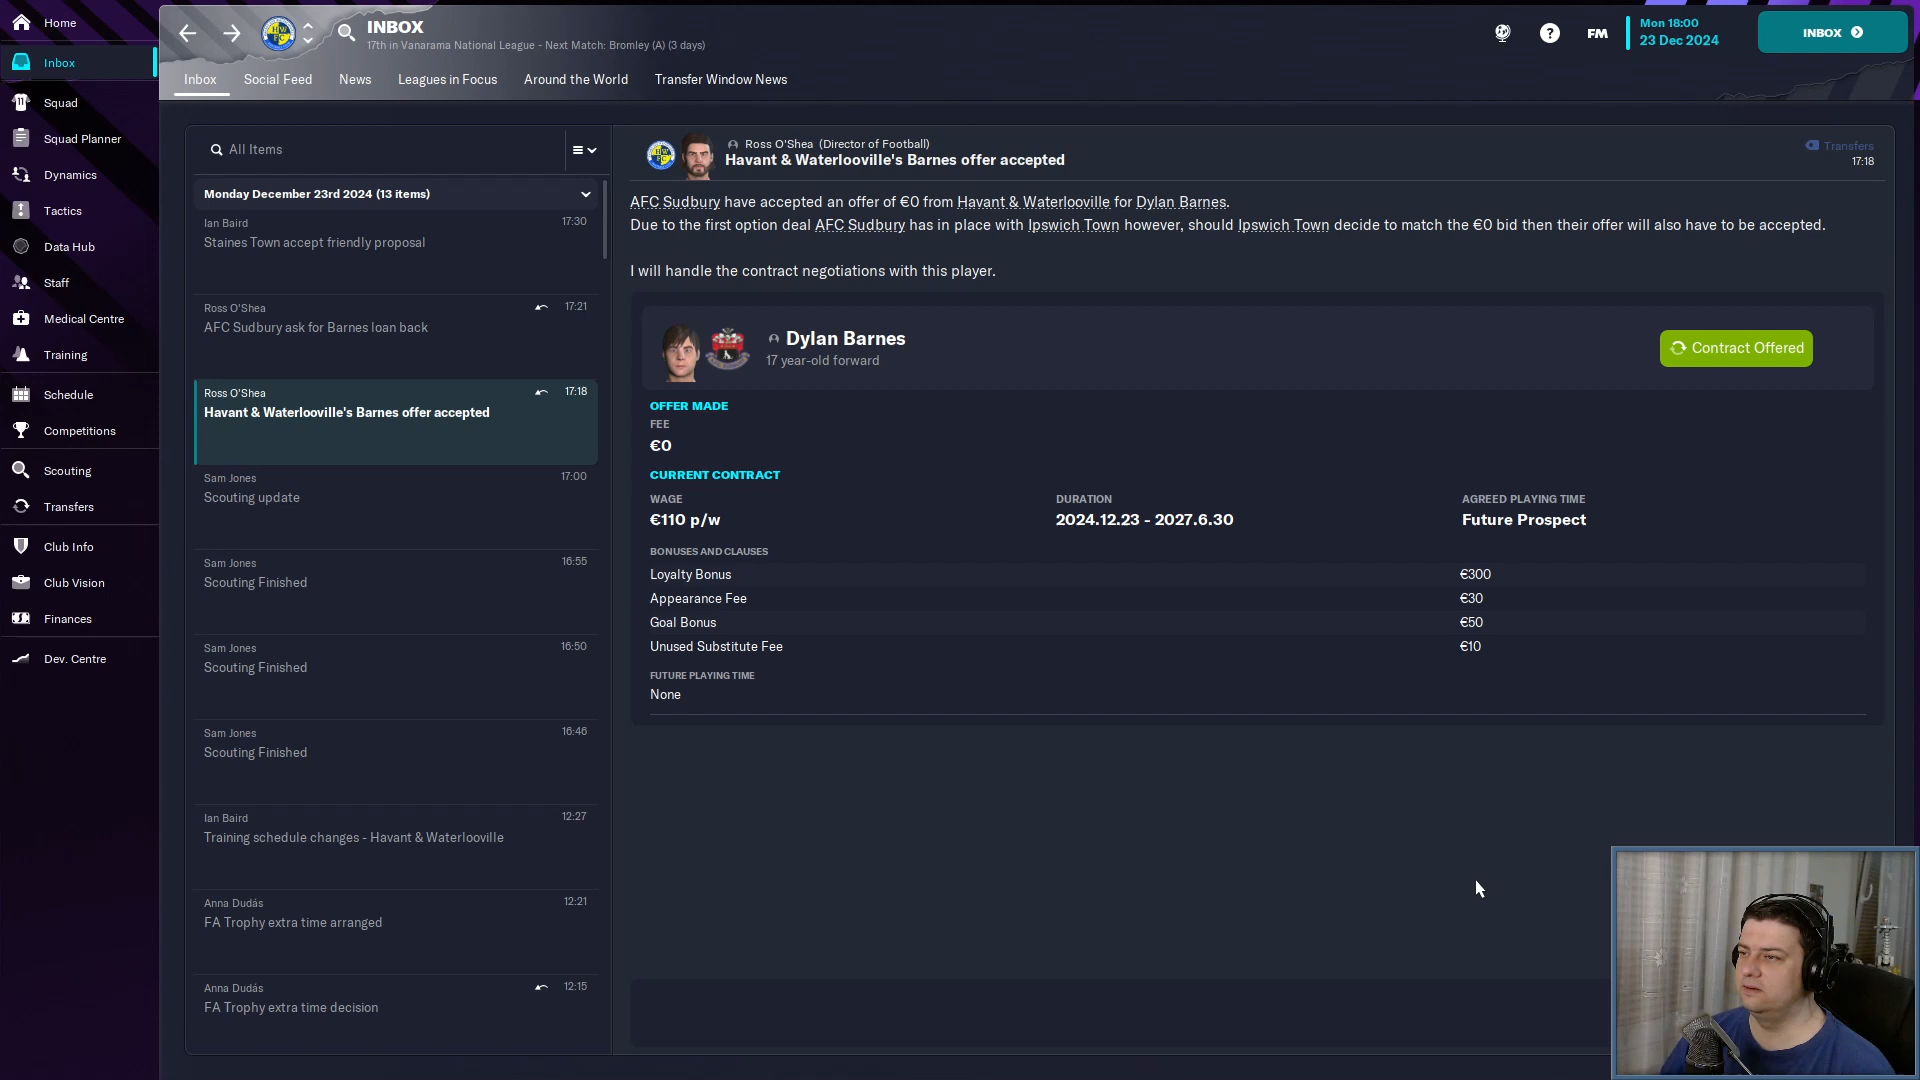 Home
Inbox
Squad
Squad Planner
Dynamics
Tactics
Data Hub
Staff
Medical Centre
Training
Schedule
Competitions
Scouting
Transfers
Club Info
Club Vision
Finances
Dev. Centre
INBOX
17th in Vanarama National League - Next Match: Bromley (A) (3 days)
FM
Mon 18:00
23 Dec 2024
INBOX
Inbox Social Feed News Leagues in Focus Around the World Transfer Window News
All Items
Monday December 23rd 2024 (13 items)
Ian Baird 17:30
Staines Town accept friendly proposal
Ross O'Shea 17:21
AFC Sudbury ask for Barnes loan back
Ross O'Shea 17:18
Havant & Waterlooville's Barnes offer accepted
Sam Jones 17:00
Scouting update
Sam Jones 16:55
Scouting Finished
Sam Jones 16:50
Scouting Finished
Sam Jones 16:46
Scouting Finished
Ian Baird 12:27
Training schedule changes - Havant & Waterlooville
Anna Dudás 12:21
FA Trophy extra time arranged
Anna Dudás 12:15
FA Trophy extra time decision
Ross O'Shea (Director of Football)
Havant & Waterlooville's Barnes offer accepted
Transfers
17:18
AFC Sudbury have accepted an offer of €0 from Havant & Waterlooville for Dylan Barnes.
Due to the first option deal AFC Sudbury has in place with Ipswich Town however, should Ipswich Town decide to match the €0 bid then their offer will also have to be accepted.
I will handle the contract negotiations with this player.
Dylan Barnes
17 year-old forward
Contract Offered
OFFER MADE
FEE
€0
CURRENT CONTRACT
WAGE DURATION AGREED PLAYING TIME
€110 p/w 2024.12.23 - 2027.6.30 Future Prospect
BONUSES AND CLAUSES
Loyalty Bonus €300
Appearance Fee €30
Goal Bonus €50
Unused Substitute Fee €10
FUTURE PLAYING TIME
None